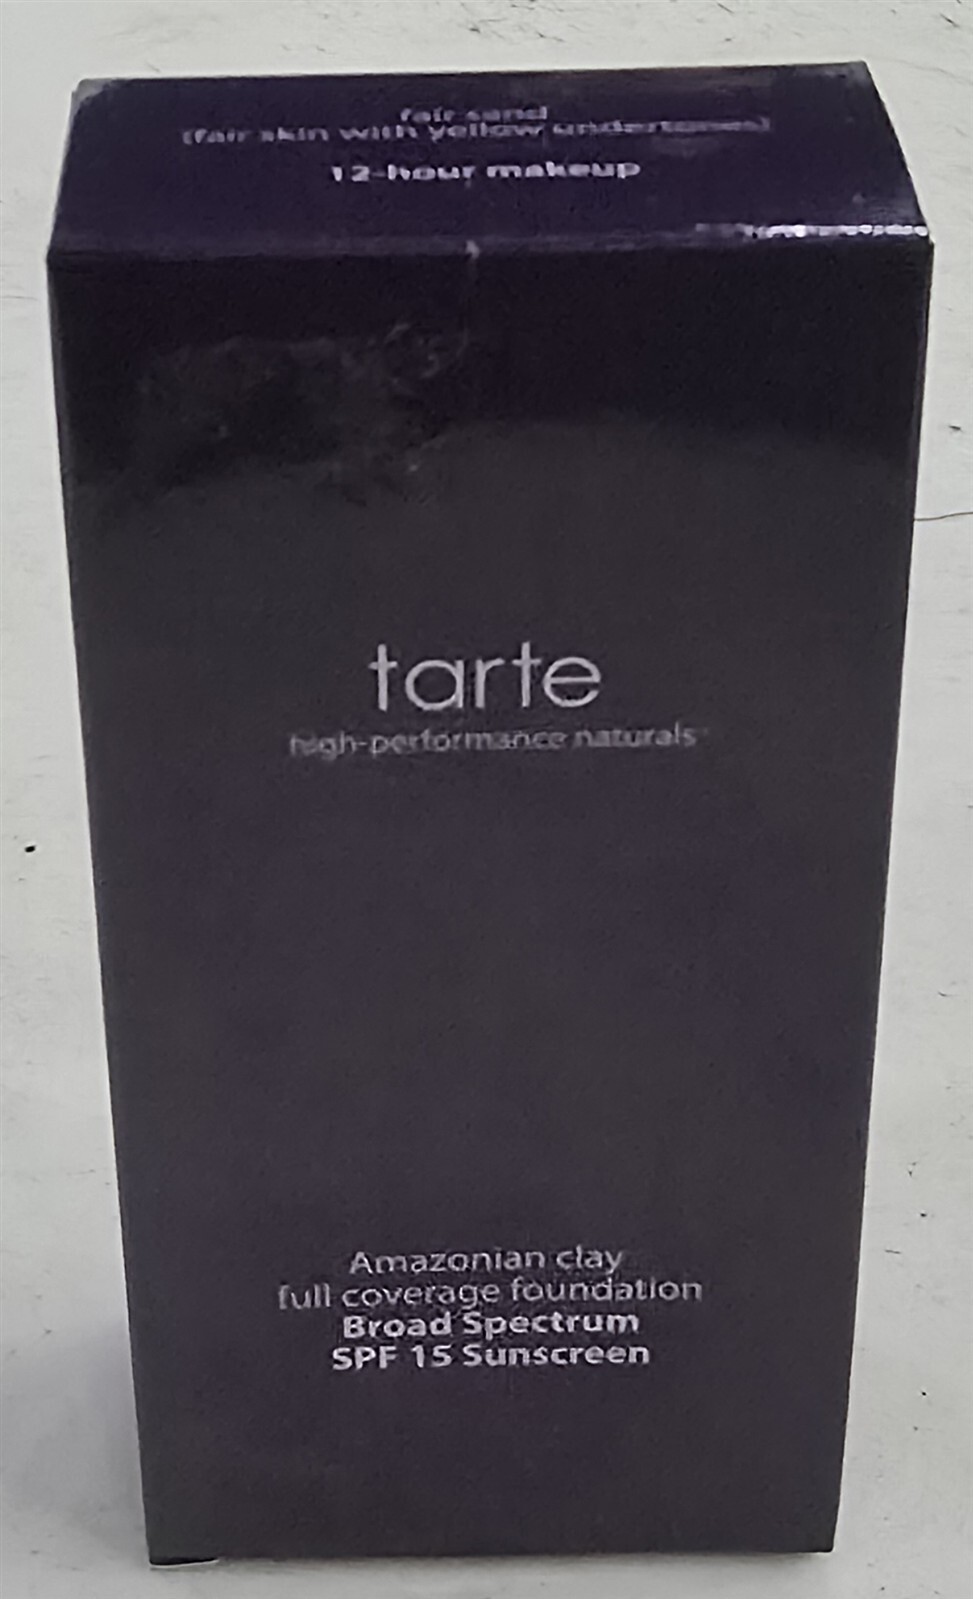 fair sand
(fair skin with yellow undertones)
12-hour makeup
tarte
high-performance naturals
Amazonian clay
full coverage foundation
Broad Spectrum
SPF 15 Sunscreen